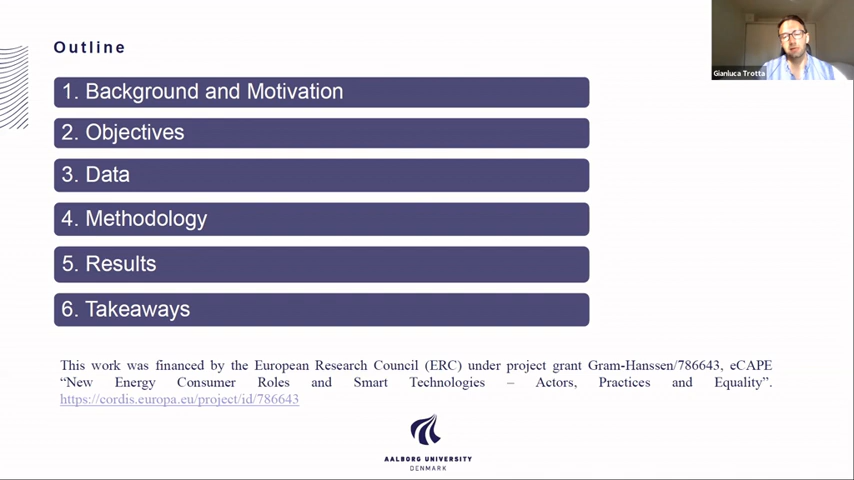 Outline
Gianluca Trotta
1. Background and Motivation
2. Objectives
3. Data
4. Methodology
5. Results
6. Takeaways
This work was financed by the European Research Council (ERC) under project grant Gram-Hanssen/786643, eCAPE
“New Energy Consumer Roles and Smart Technologies – Actors, Practices and Equality”.
https://cordis.europa.eu/project/id/786643
AALBORG UNIVERSITY
DENMARK